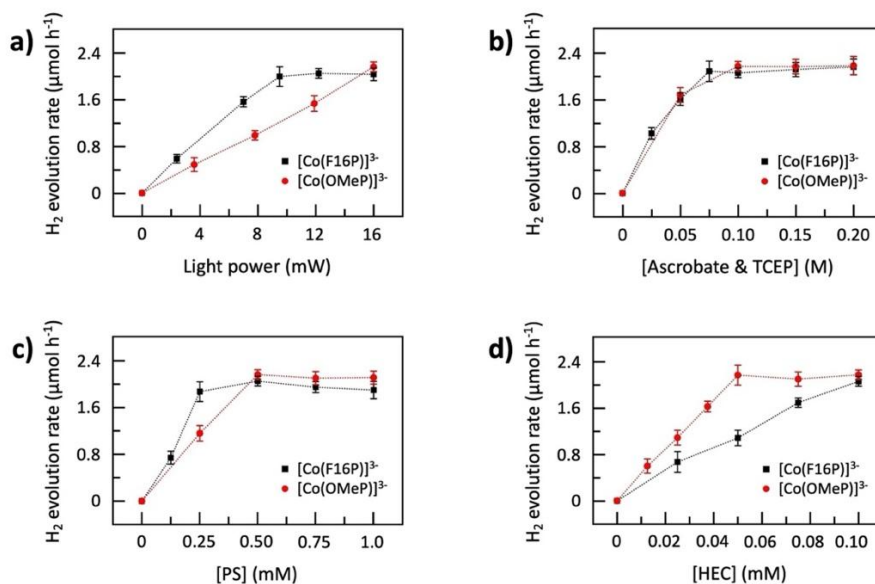 a)
H₂ evolution rate (µmol h⁻¹)
2.4
1.6
0.8
0
[Co(F16P)]³⁻
[Co(OMeP)]³⁻
0 4 8 12 16
Light power (mW)
b)
H₂ evolution rate (µmol h⁻¹)
2.4
1.6
0.8
0
[Co(F16P)]³⁻
[Co(OMeP)]³⁻
0 0.05 0.10 0.15 0.20
[Ascrobate & TCEP] (M)
c)
H₂ evolution rate (µmol h⁻¹)
2.4
1.6
0.8
0
[Co(F16P)]³⁻
[Co(OMeP)]³⁻
0 0.25 0.50 0.75 1.0
[PS] (mM)
d)
H₂ evolution rate (µmol h⁻¹)
2.4
1.6
0.8
0
[Co(F16P)]³⁻
[Co(OMeP)]³⁻
0 0.02 0.04 0.06 0.08 0.10
[HEC] (mM)